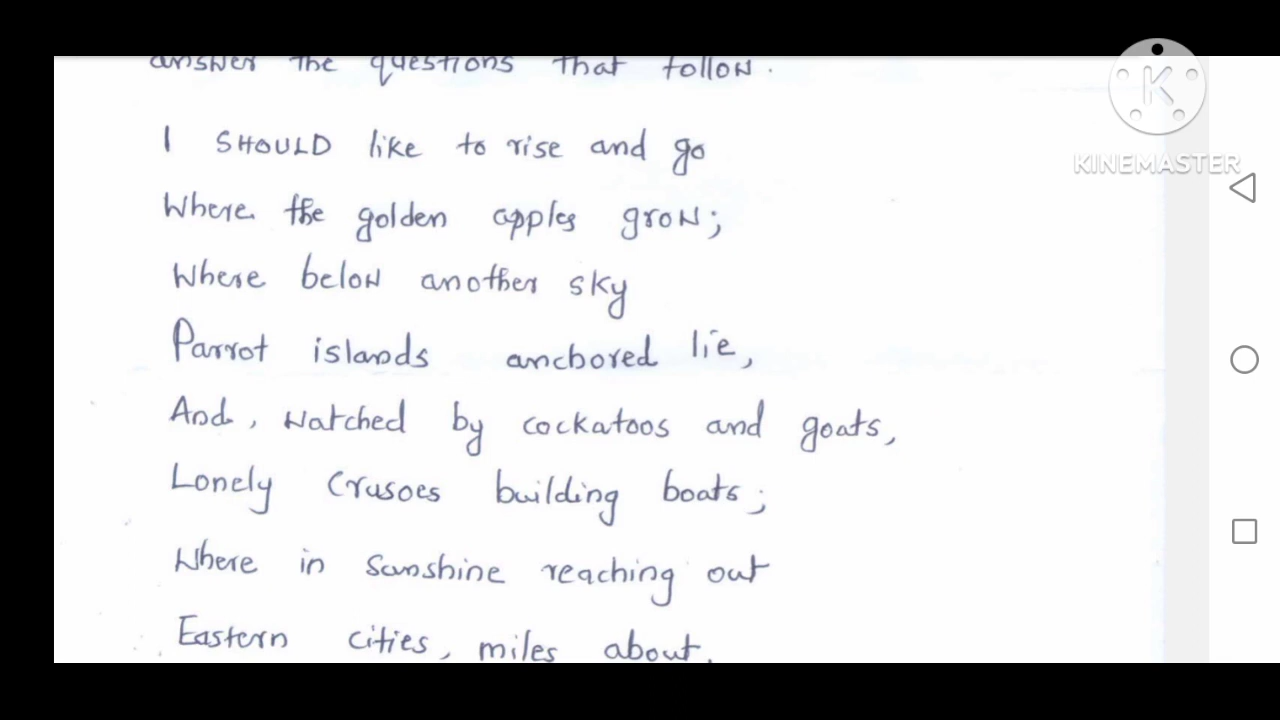 answer the questions that follow.
I SHOULD like to rise and go
Where the golden apples grow;
Where below another sky
Parrot islands anchored lie,
And, watched by cockatoos and goats,
Lonely Crusoes building boats;
Where in sunshine reaching out
Eastern cities, miles about,
K
KINEMASTER